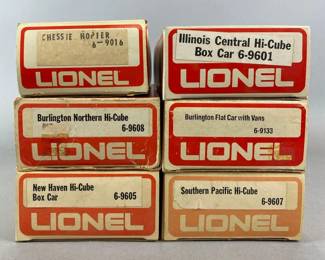 CHESSIE HOPPER
6-9016
LIONEL
Illinois Central Hi-Cube
Box Car 6-9601
LIONEL
Burlington Northern Hi-Cube
6-9608
LIONEL
Burlington Flat Car with Vans
6-9133
LIONEL
New Haven Hi-Cube
Box Car 6-9605
LIONEL
Southern Pacific Hi-Cube
6-9607
LIONEL